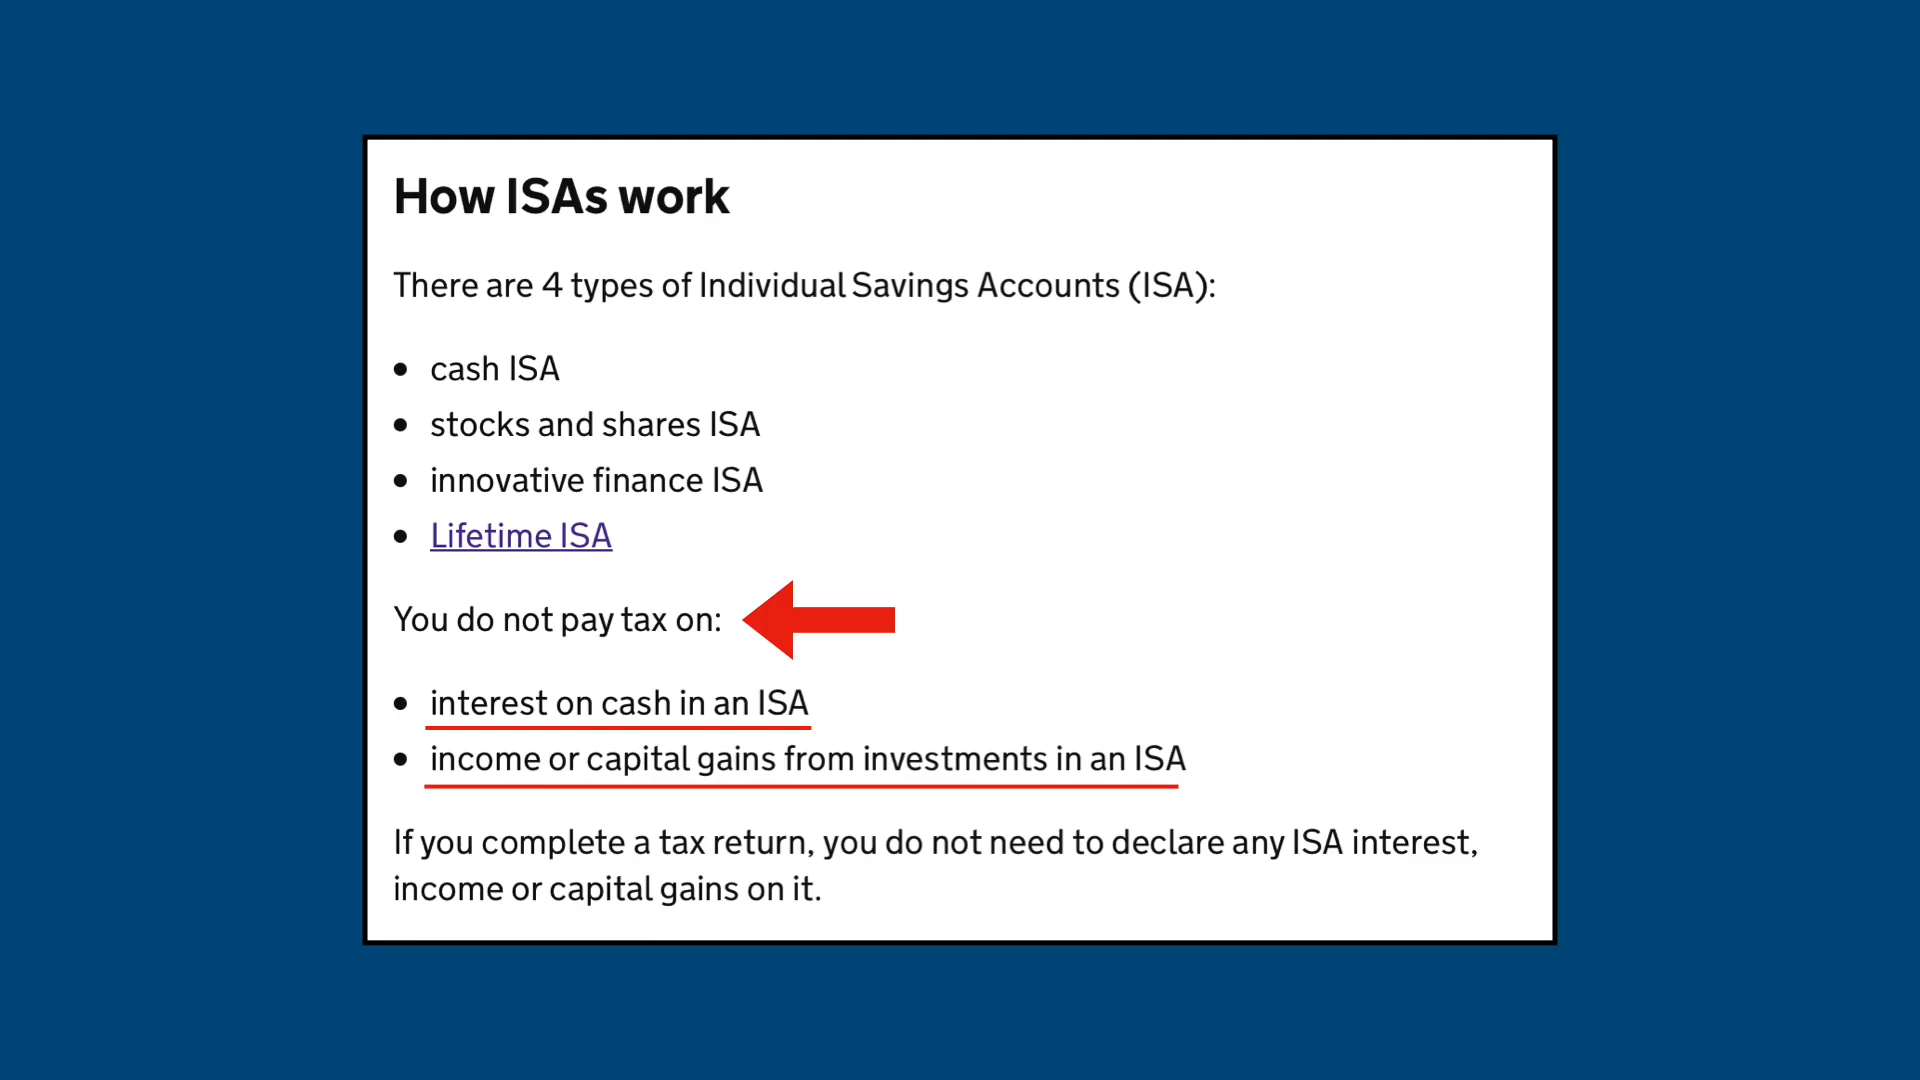 How ISAs work
There are 4 types of Individual Savings Accounts (ISA):
cash ISA
stocks and shares ISA
innovative finance ISA
Lifetime ISA
You do not pay tax on:
interest on cash in an ISA
income or capital gains from investments in an ISA
If you complete a tax return, you do not need to declare any ISA interest,
income or capital gains on it.